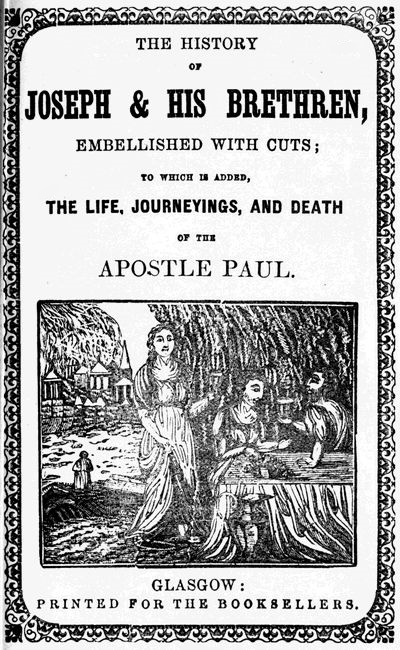 THE HISTORY
OF
JOSEPH & HIS BRETHREN,
EMBELLISHED WITH CUTS;
TO WHICH IS ADDED,
THE LIFE, JOURNEYINGS, AND DEATH
OF THE
APOSTLE PAUL.
GLASGOW:
PRINTED FOR THE BOOKSELLERS.